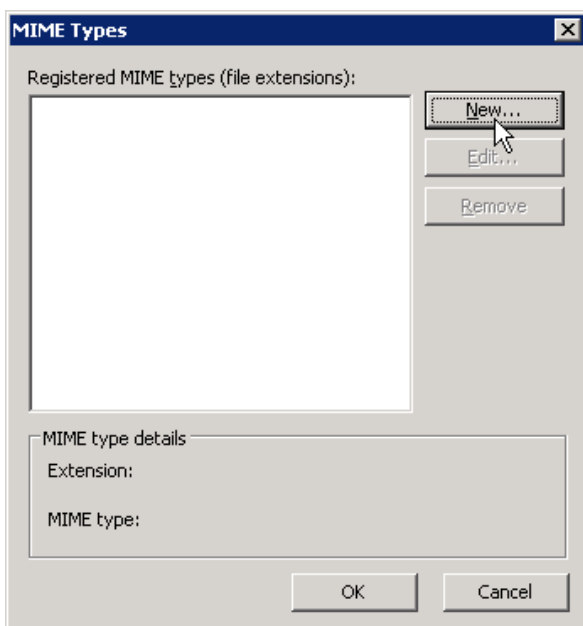 MIME Types
Registered MIME types (file extensions):
New...
Edit...
Remove
MIME type details
Extension:
MIME type:
OK
Cancel